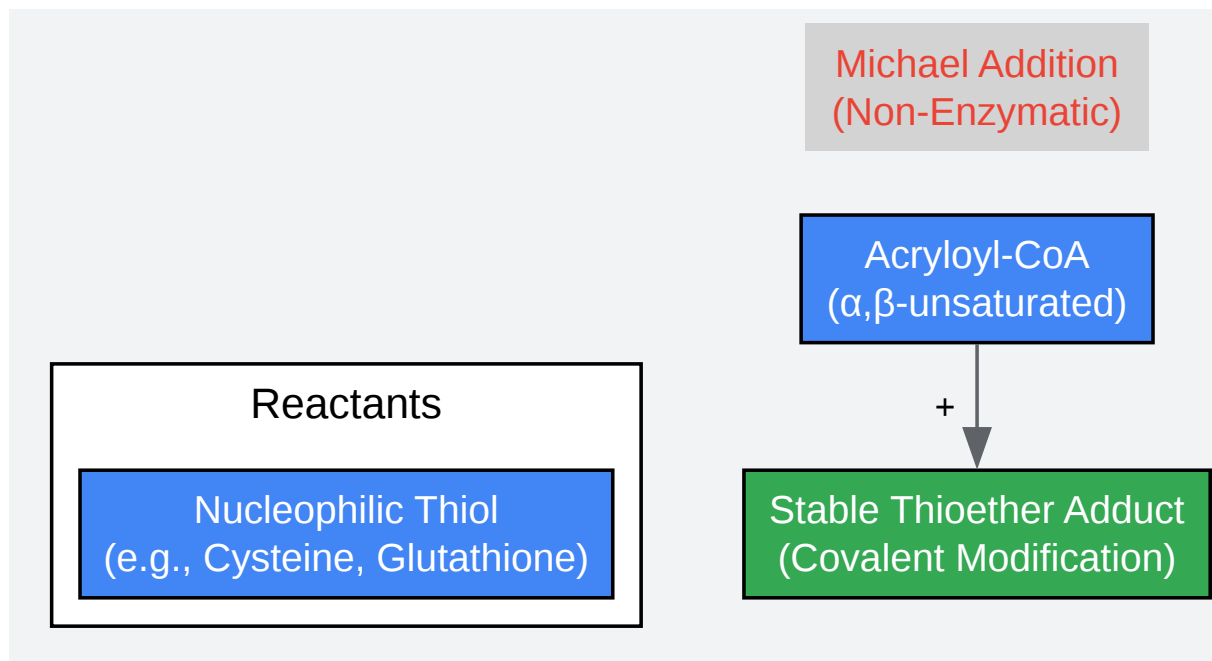 Michael Addition
(Non-Enzymatic)
Acryloyl-CoA
(α,β-unsaturated)
+
Reactants
Nucleophilic Thiol
(e.g., Cysteine, Glutathione)
Stable Thioether Adduct
(Covalent Modification)